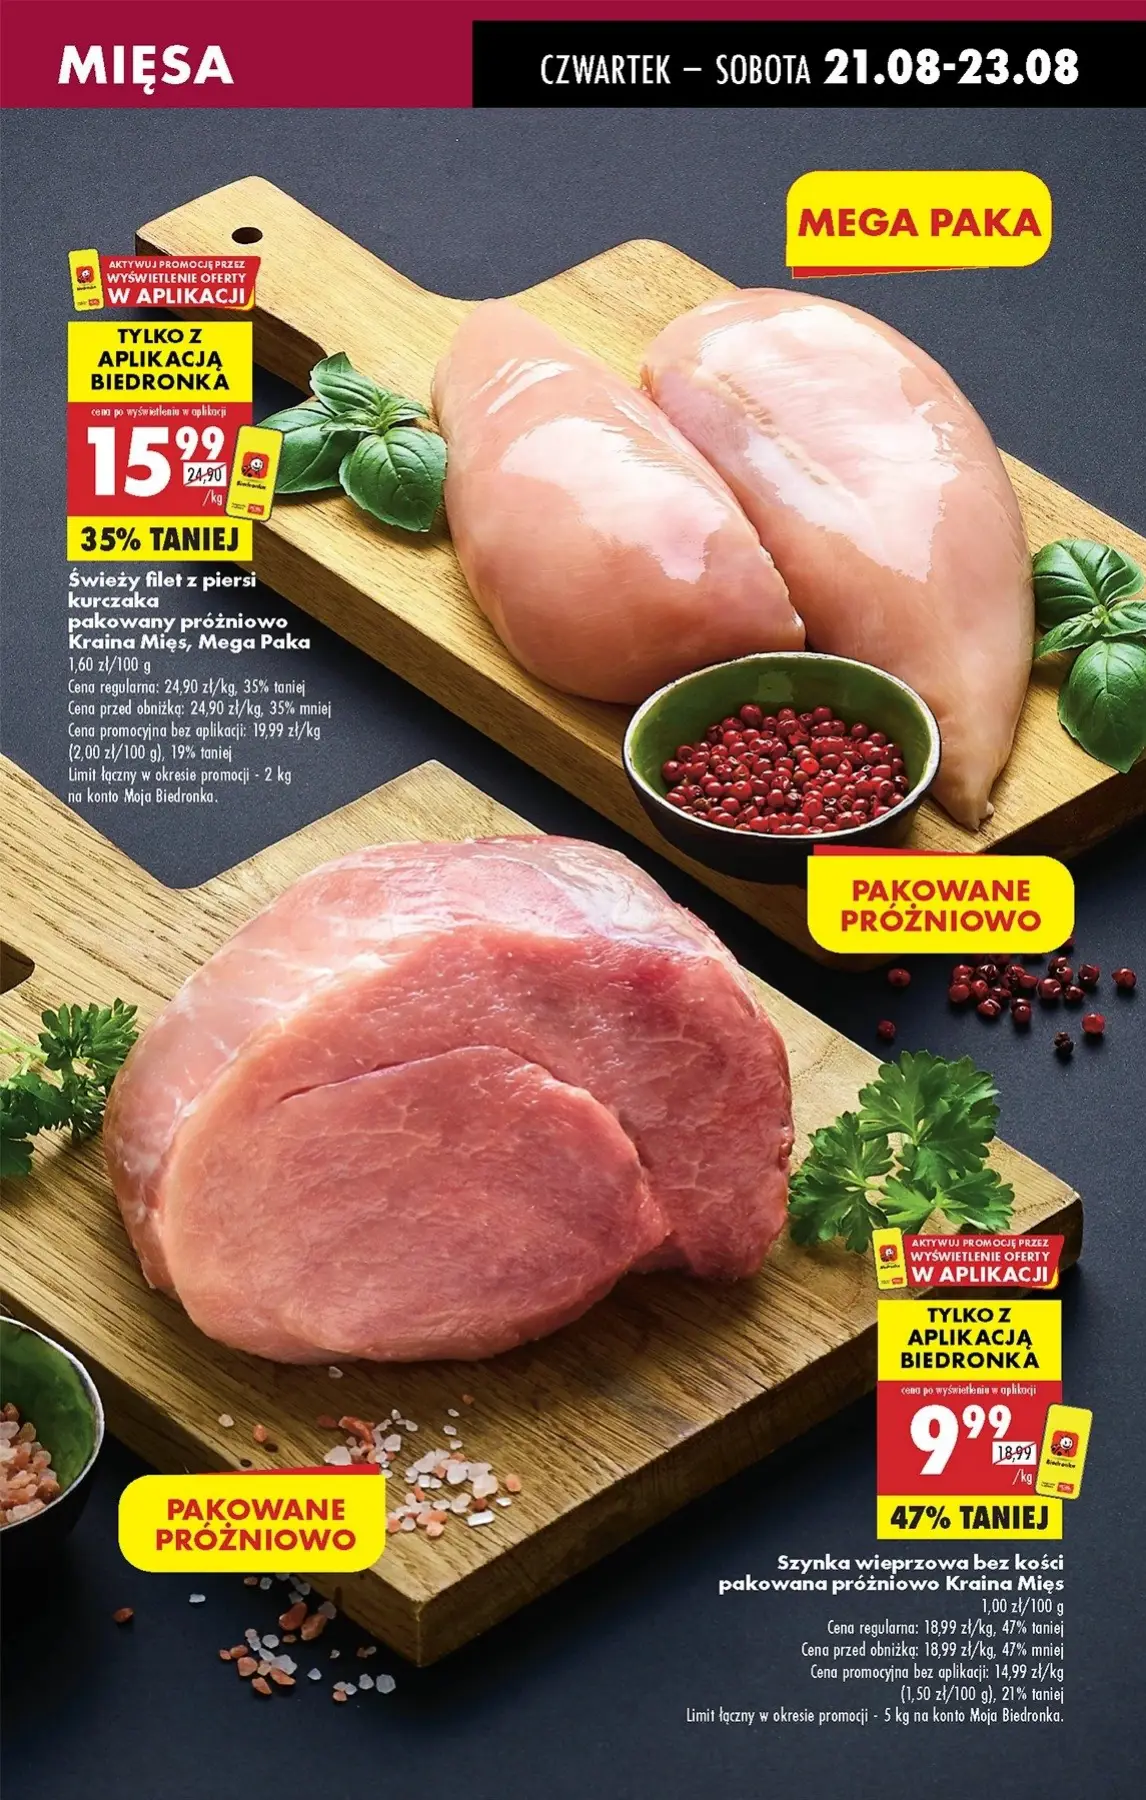 MIĘSA
CZWARTEK – SOBOTA 21.08-23.08
MEGA PAKA
AKTYWUJ PROMOCJĘ PRZEZ
WYŚWIETLENIE OFERTY
W APLIKACJI
TYLKO Z
APLIKACJĄ
BIEDRONKA
cena po wyświetleniu w aplikacji
15 99
24,90
/kg
Biedronka
35% TANIEJ
Świeży filet z piersi
kurczaka
pakowany próżniowo
Kraina Mięs, Mega Paka
1,60 zł/100 g
Cena regularna: 24,90 zł/kg, 35% taniej
Cena przed obniżką: 24,90 zł/kg, 35% mniej
Cena promocyjna bez aplikacji: 19,99 zł/kg
(2,00 zł/100 g), 19% taniej
Limit łączny w okresie promocji - 2 kg
na konto Moja Biedronka.
PAKOWANE
PRÓŻNIOWO
AKTYWUJ PROMOCJĘ PRZEZ
WYŚWIETLENIE OFERTY
W APLIKACJI
TYLKO Z
APLIKACJĄ
BIEDRONKA
cena po wyświetleniu w aplikacji
9 99
18,99
/kg
Biedronka
47% TANIEJ
PAKOWANE
PRÓŻNIOWO
Szynka wieprzowa bez kości
pakowana próżniowo Kraina Mięs
1,00 zł/100 g
Cena regularna: 18,99 zł/kg, 47% taniej
Cena przed obniżką: 18,99 zł/kg, 47% mniej
Cena promocyjna bez aplikacji: 14,99 zł/kg
(1,50 zł/100 g), 21% taniej
Limit łączny w okresie promocji - 5 kg na konto Moja Biedronka.